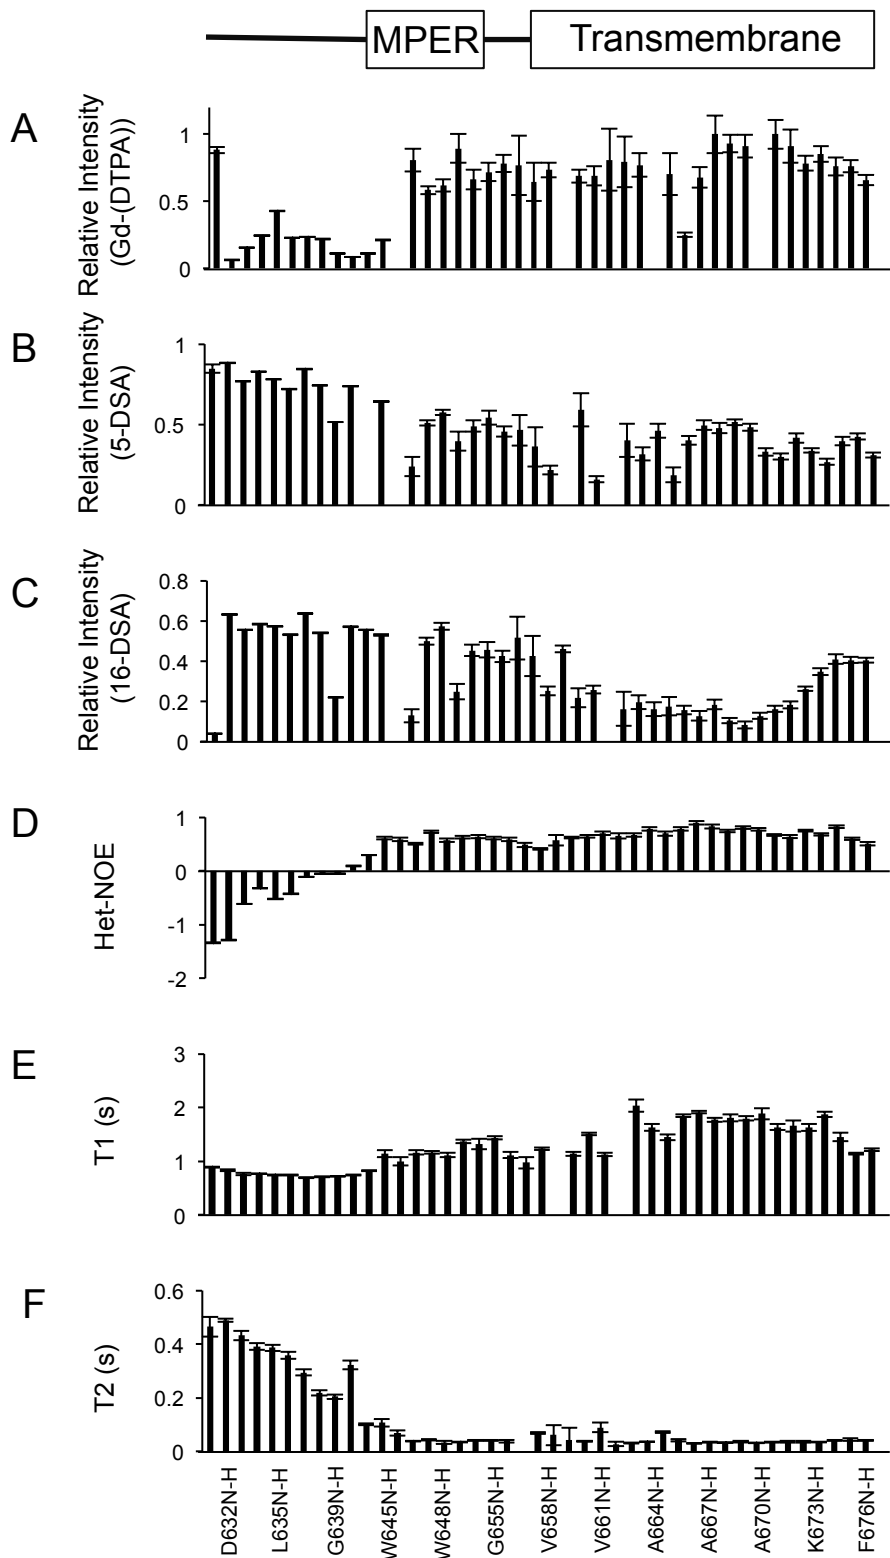 MPER
Transmembrane
A
Relative Intensity
(Gd-(DTPA))
1
0.5
0
B
Relative Intensity
(5-DSA)
1
0.5
0
C
Relative Intensity
(16-DSA)
0.8
0.6
0.4
0.2
0
D
Het-NOE
1
0
-1
-2
E
T1 (s)
3
2
1
0
F
T2 (s)
0.6
0.4
0.2
0
D632N-H
L635N-H
G639N-H
W645N-H
W648N-H
G655N-H
V658N-H
V661N-H
A664N-H
A667N-H
A670N-H
K673N-H
F676N-H